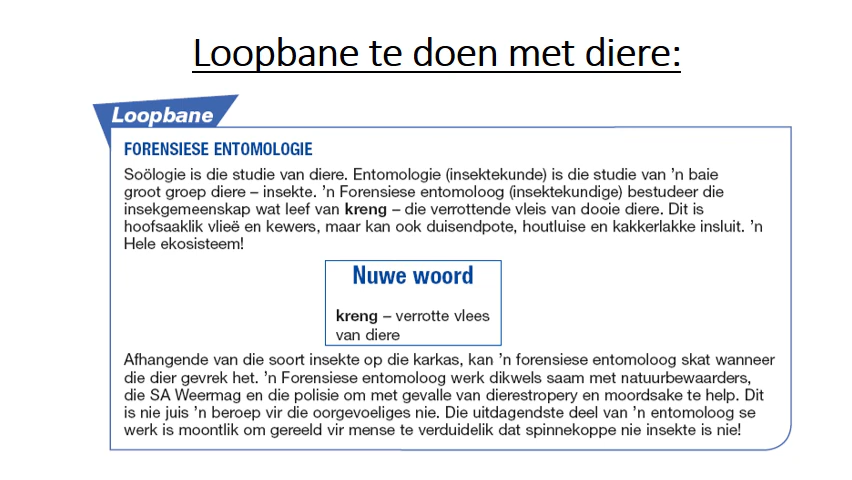 Loopbane te doen met diere:
Loopbane
FORENSIESE ENTOMOLOGIE
Soölogie is die studie van diere. Entomologie (insektekunde) is die studie van ’n baie
groot groep diere – insekte. ’n Forensiese entomoloog (insektekundige) bestudeer die
insekgemeenskap wat leef van kreng – die verrottende vleis van dooie diere. Dit is
hoofsaaklik vlieë en kewers, maar kan ook duisendpote, houtluise en kakkerlakke insluit. ’n
Hele ekosisteem!
Nuwe woord
kreng – verrotte vlees
van diere
Afhangende van die soort insekte op die karkas, kan ’n forensiese entomoloog skat wanneer
die dier gevrek het. ’n Forensiese entomoloog werk dikwels saam met natuurbewaarders,
die SA Weermag en die polisie om met gevalle van dierestropery en moordsake te help. Dit
is nie juis ’n beroep vir die oorgevoeliges nie. Die uitdagendste deel van ’n entomoloog se
werk is moontlik om gereeld vir mense te verduidelik dat spinnekoppe nie insekte is nie!